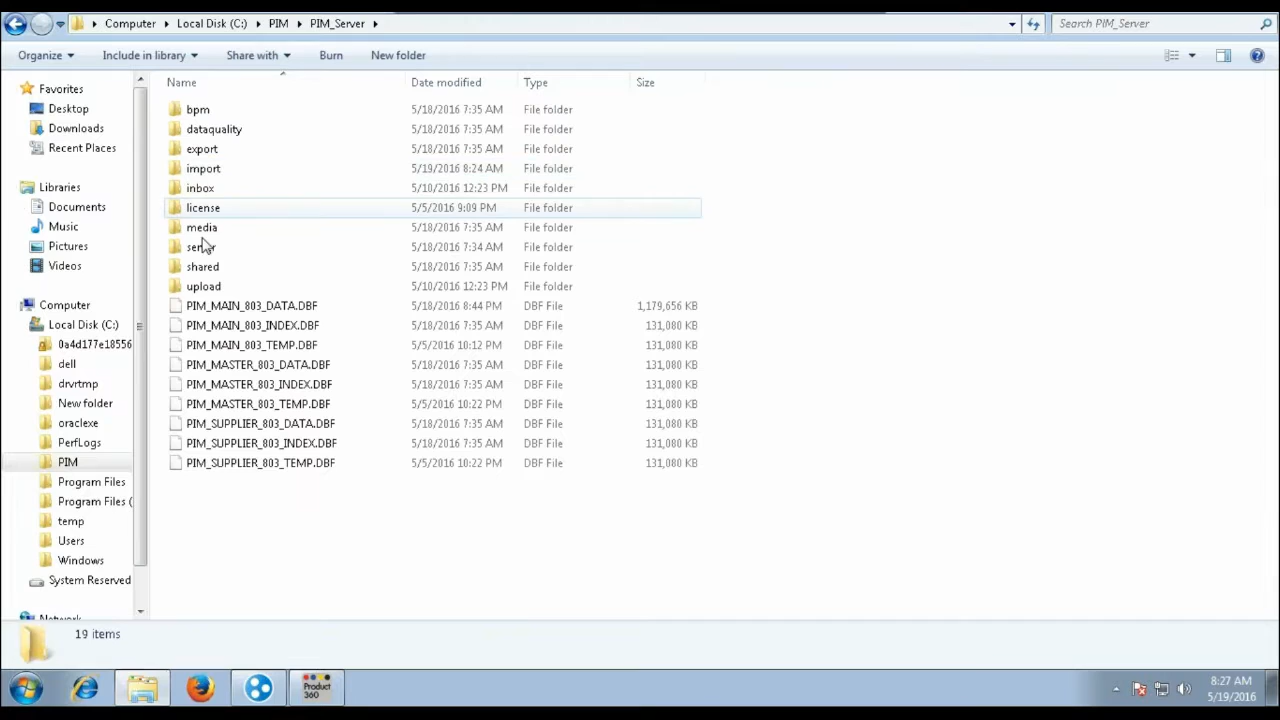 Computer Local Disk (C:) PIM PIM_Server Search PIM_Server
Organize Include in library Share with Burn New folder
Favorites
Desktop
Downloads
Recent Places
Libraries
Documents
Music
Pictures
Videos
Computer
Local Disk (C:)
0a4d177e18556
dell
drvrtmp
New folder
oraclexe
PerfLogs
PIM
Program Files
Program Files (
temp
Users
Windows
System Reserved
Network
Name Date modified Type Size
bpm 5/18/2016 7:35 AM File folder
dataquality 5/18/2016 7:35 AM File folder
export 5/18/2016 7:35 AM File folder
import 5/19/2016 8:24 AM File folder
inbox 5/10/2016 12:23 PM File folder
license 5/5/2016 9:09 PM File folder
media 5/18/2016 7:35 AM File folder
server 5/18/2016 7:34 AM File folder
shared 5/18/2016 7:35 AM File folder
upload 5/10/2016 12:23 PM File folder
PIM_MAIN_803_DATA.DBF 5/18/2016 8:44 PM DBF File 1,179,656 KB
PIM_MAIN_803_INDEX.DBF 5/18/2016 7:35 AM DBF File 131,080 KB
PIM_MAIN_803_TEMP.DBF 5/5/2016 10:12 PM DBF File 131,080 KB
PIM_MASTER_803_DATA.DBF 5/18/2016 7:35 AM DBF File 131,080 KB
PIM_MASTER_803_INDEX.DBF 5/18/2016 7:35 AM DBF File 131,080 KB
PIM_MASTER_803_TEMP.DBF 5/5/2016 10:22 PM DBF File 131,080 KB
PIM_SUPPLIER_803_DATA.DBF 5/18/2016 7:35 AM DBF File 131,080 KB
PIM_SUPPLIER_803_INDEX.DBF 5/18/2016 7:35 AM DBF File 131,080 KB
PIM_SUPPLIER_803_TEMP.DBF 5/5/2016 10:22 PM DBF File 131,080 KB
19 items
Product
360
8:27 AM
5/19/2016